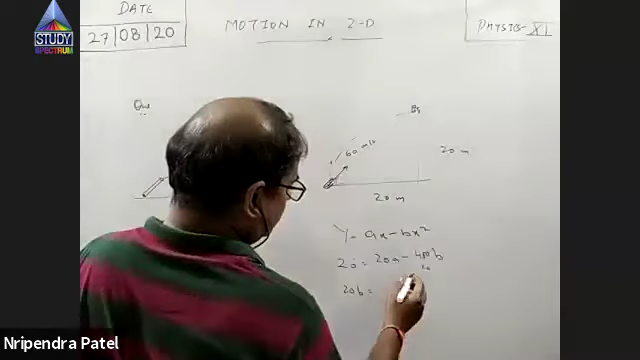 DATE
27/08/20
STUDY
SPECTRUM
MOTION IN 2-D
PHYSICS-XI
Que
60 m/s
20 m
20 m
Y = ax - bx²
20 = 20a - 400b
20b =
Nripendra Patel